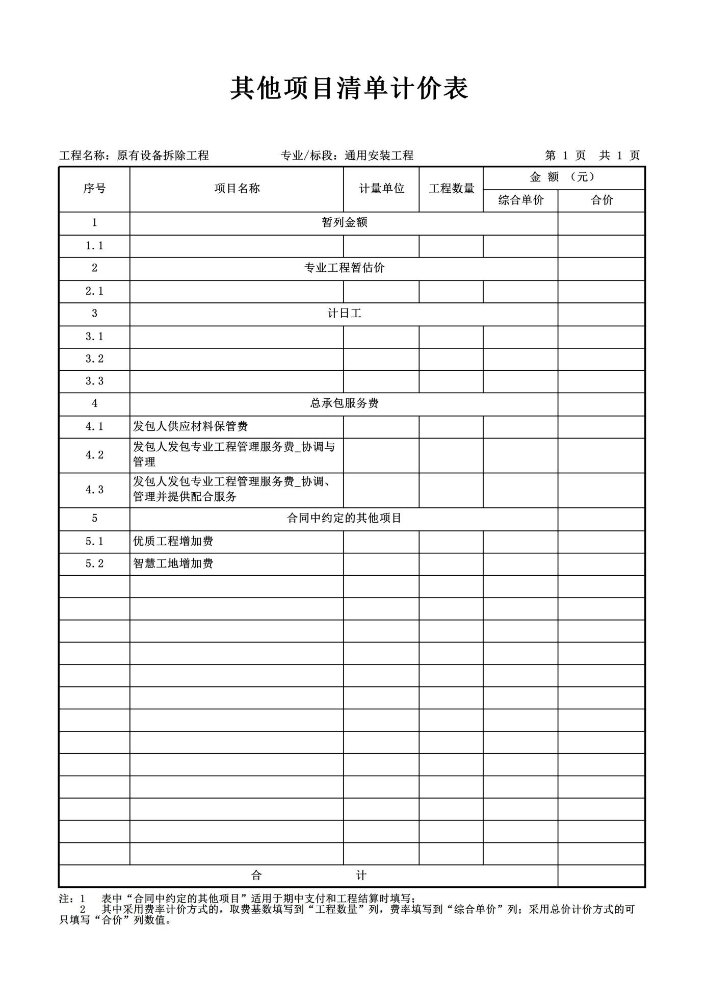 其他项目清单计价表
工程名称：原有设备拆除工程 专业/标段：通用安装工程 第 1 页 共 1 页
序号 项目名称 计量单位 工程数量 金 额 （元）
综合单价 合价
1 暂列金额
1.1
2 专业工程暂估价
2.1
3 计日工
3.1
3.2
3.3
4 总承包服务费
4.1 发包人供应材料保管费
4.2 发包人发包专业工程管理服务费_协调与
管理
4.3 发包人发包专业工程管理服务费_协调、
管理并提供配合服务
5 合同中约定的其他项目
5.1 优质工程增加费
5.2 智慧工地增加费
合 计
注：1 表中“合同中约定的其他项目”适用于期中支付和工程结算时填写；
2 其中采用费率计价方式的，取费基数填写到“工程数量”列，费率填写到“综合单价”列；采用总价计价方式的可
只填写“合价”列数值。